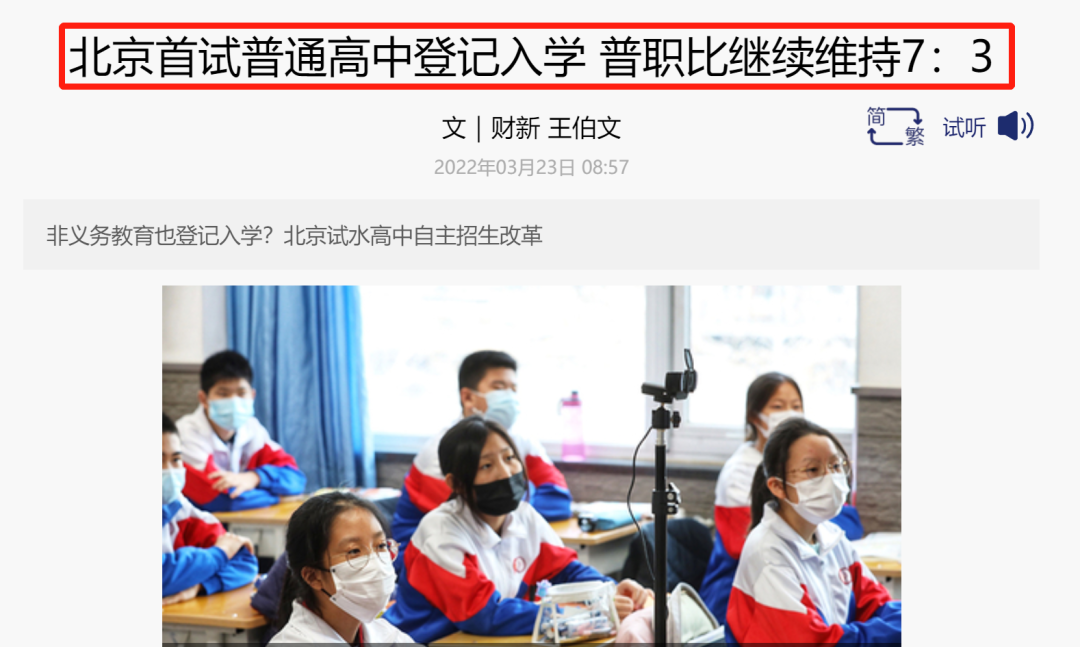 北京首试普通高中登记入学 普职比继续维持7：3
文 | 财新 王伯文
简繁 试听
2022年03月23日 08:57
非义务教育也登记入学？北京试水高中自主招生改革